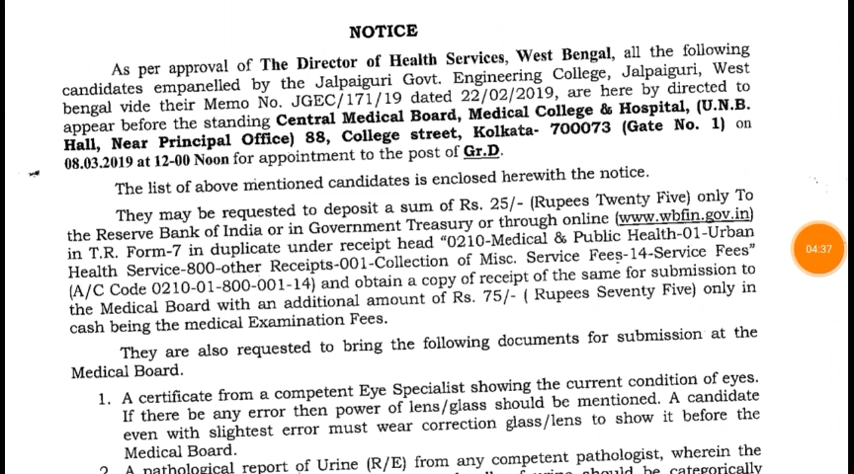 NOTICE
As per approval of The Director of Health Services, West Bengal, all the following
candidates empanelled by the Jalpaiguri Govt. Engineering College, Jalpaiguri, West
bengal vide their Memo No. JGEC/171/19 dated 22/02/2019, are here by directed to
appear before the standing Central Medical Board, Medical College & Hospital, (U.N.B.
Hall, Near Principal Office) 88, College street, Kolkata- 700073 (Gate No. 1) on
08.03.2019 at 12-00 Noon for appointment to the post of Gr.D.
The list of above mentioned candidates is enclosed herewith the notice.
They may be requested to deposit a sum of Rs. 25/- (Rupees Twenty Five) only To
the Reserve Bank of India or in Government Treasury or through online (www.wbfin.gov.in)
in T.R. Form-7 in duplicate under receipt head "0210-Medical & Public Health-01-Urban
Health Service-800-other Receipts-001-Collection of Misc. Service Fees-14-Service Fees"
(A/C Code 0210-01-800-001-14) and obtain a copy of receipt of the same for submission to
the Medical Board with an additional amount of Rs. 75/- ( Rupees Seventy Five) only in
cash being the medical Examination Fees.
They are also requested to bring the following documents for submission at the
Medical Board.
1. A certificate from a competent Eye Specialist showing the current condition of eyes.
If there be any error then power of lens/glass should be mentioned. A candidate
even with slightest error must wear correction glass/lens to show it before the
Medical Board.
2. A pathological report of Urine (R/E) from any competent pathologist, wherein the
should be categorically
04:37